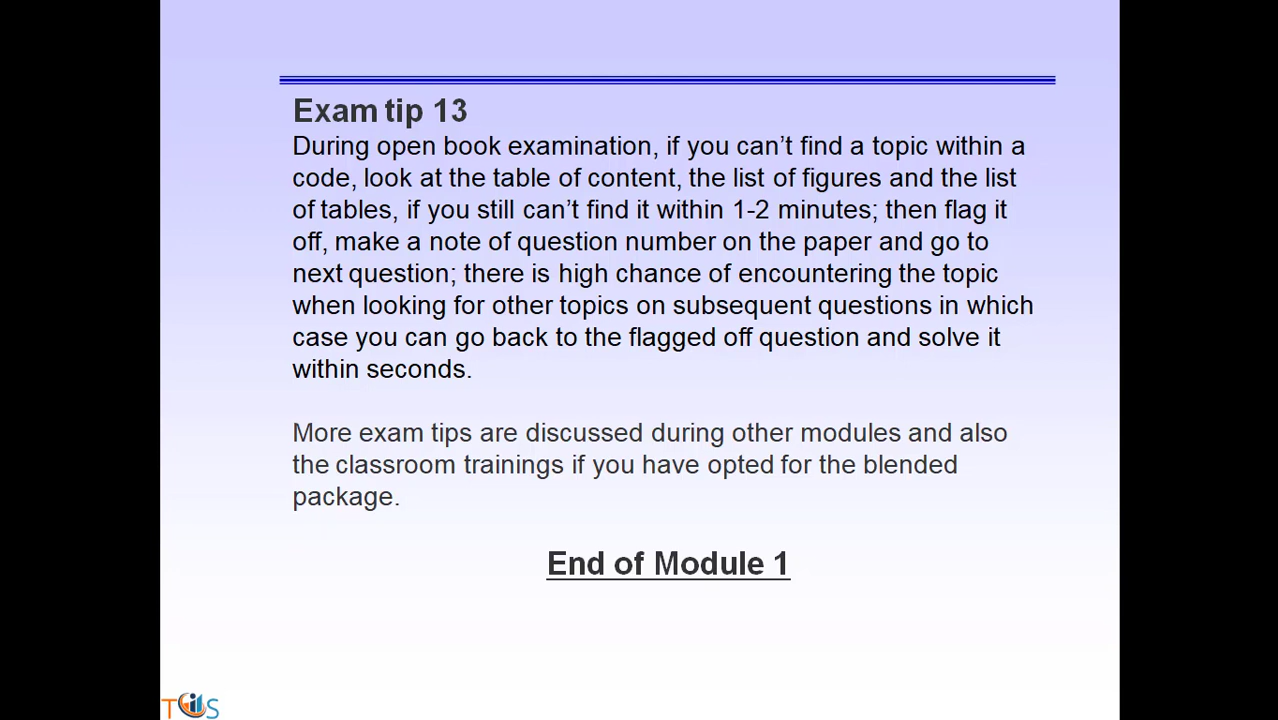 Exam tip 13
During open book examination, if you can’t find a topic within a
code, look at the table of content, the list of figures and the list
of tables, if you still can’t find it within 1-2 minutes; then flag it
off, make a note of question number on the paper and go to
next question; there is high chance of encountering the topic
when looking for other topics on subsequent questions in which
case you can go back to the flagged off question and solve it
within seconds.
More exam tips are discussed during other modules and also
the classroom trainings if you have opted for the blended
package.
End of Module 1